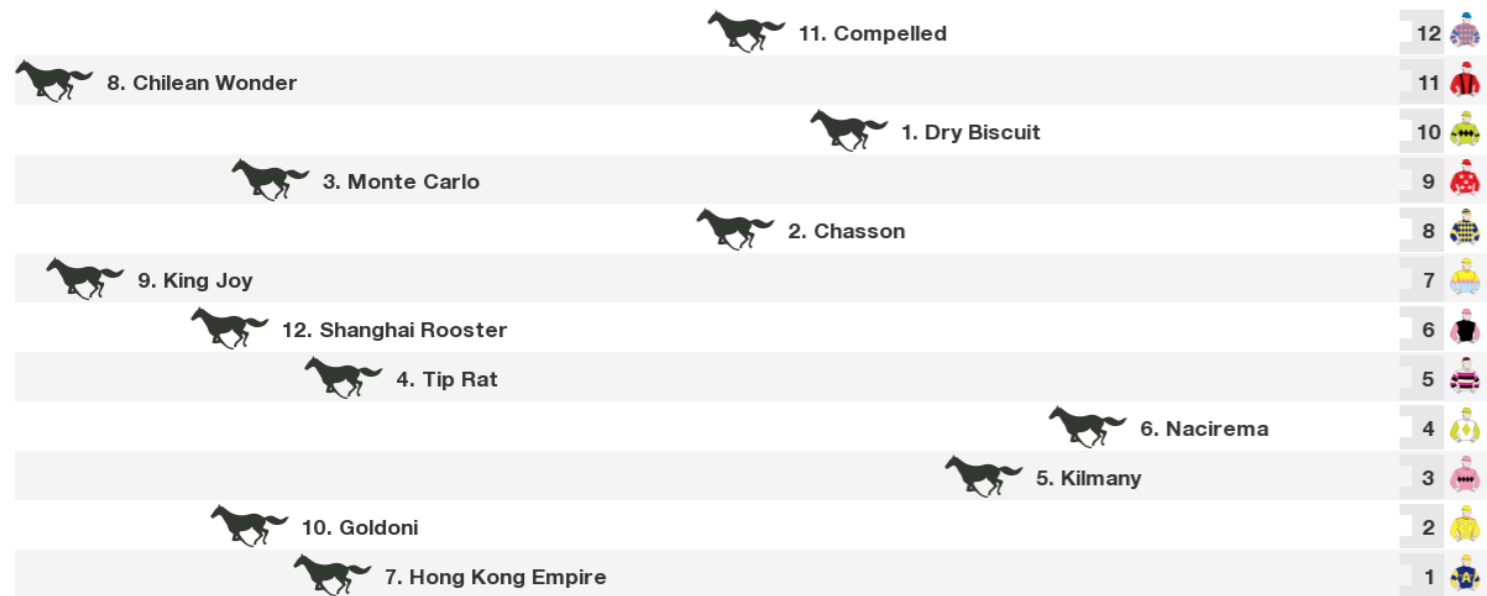 11. Compelled 12
8. Chilean Wonder 11
1. Dry Biscuit 10
3. Monte Carlo 9
2. Chasson 8
9. King Joy 7
12. Shanghai Rooster 6
4. Tip Rat 5
6. Nacirema 4
5. Kilmany 3
10. Goldoni 2
7. Hong Kong Empire 1 A